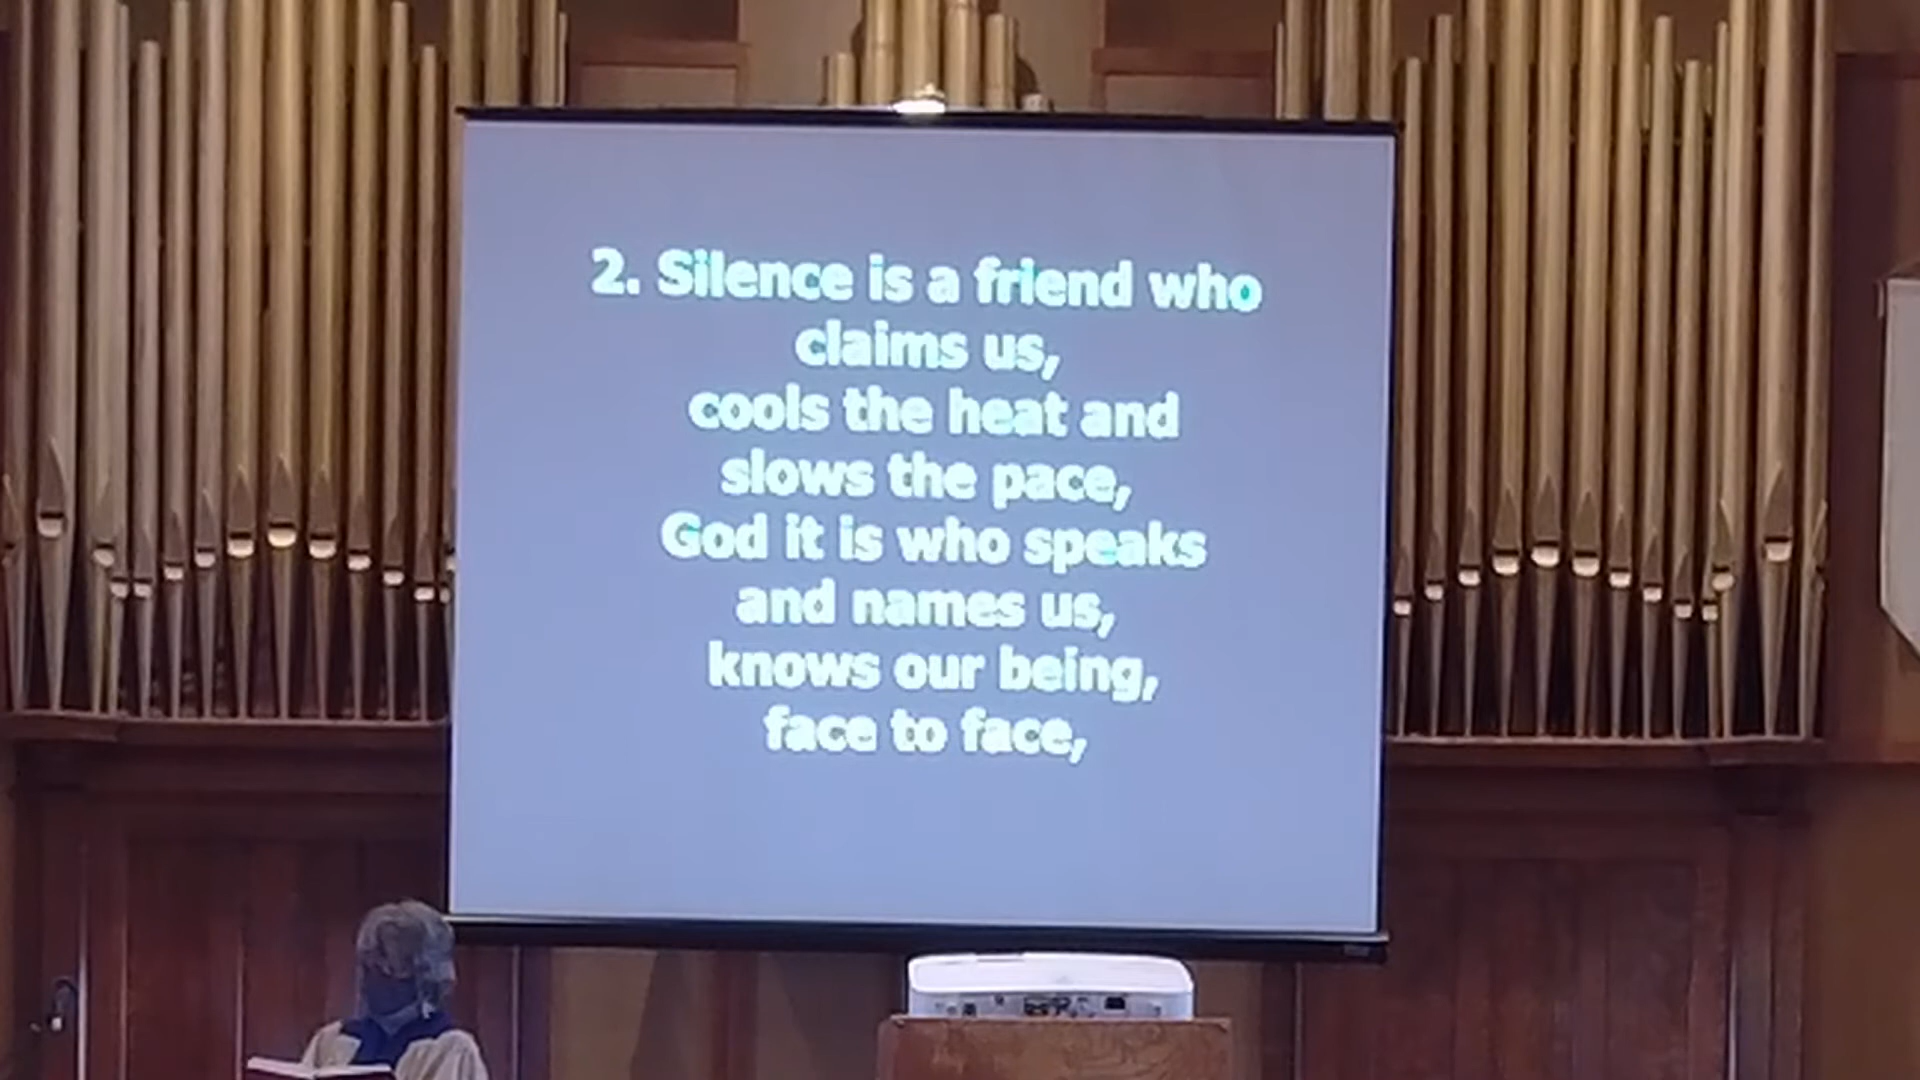 2. Silence is a friend who
claims us,
cools the heat and
slows the pace,
God it is who speaks
and names us,
knows our being,
face to face,